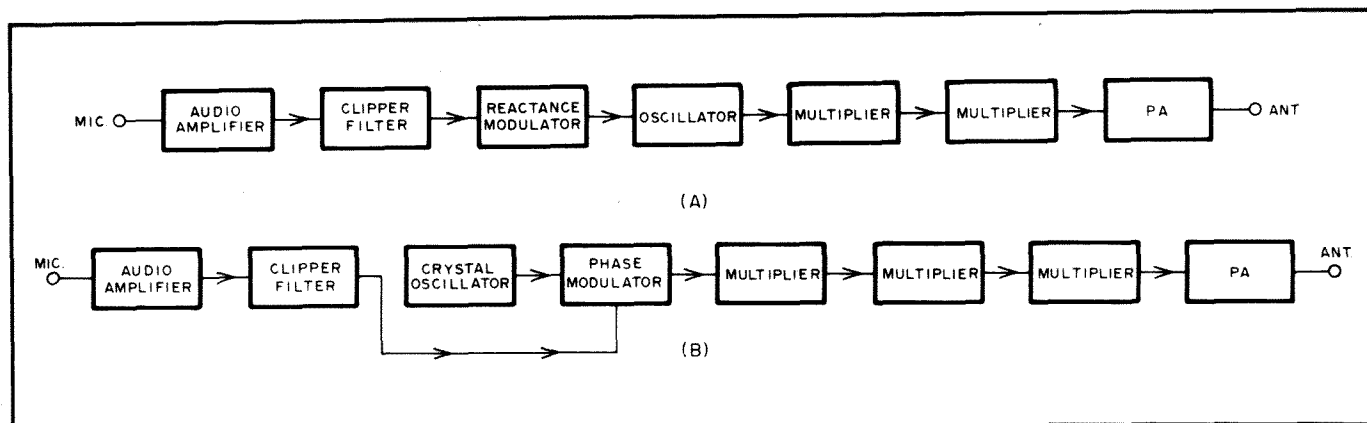 MIC.
AUDIO
AMPLIFIER
CLIPPER
FILTER
REACTANCE
MODULATOR
OSCILLATOR
MULTIPLIER
MULTIPLIER
PA
ANT
(A)
MIC.
AUDIO
AMPLIFIER
CLIPPER
FILTER
CRYSTAL
OSCILLATOR
PHASE
MODULATOR
MULTIPLIER
MULTIPLIER
MULTIPLIER
PA
ANT.
(B)